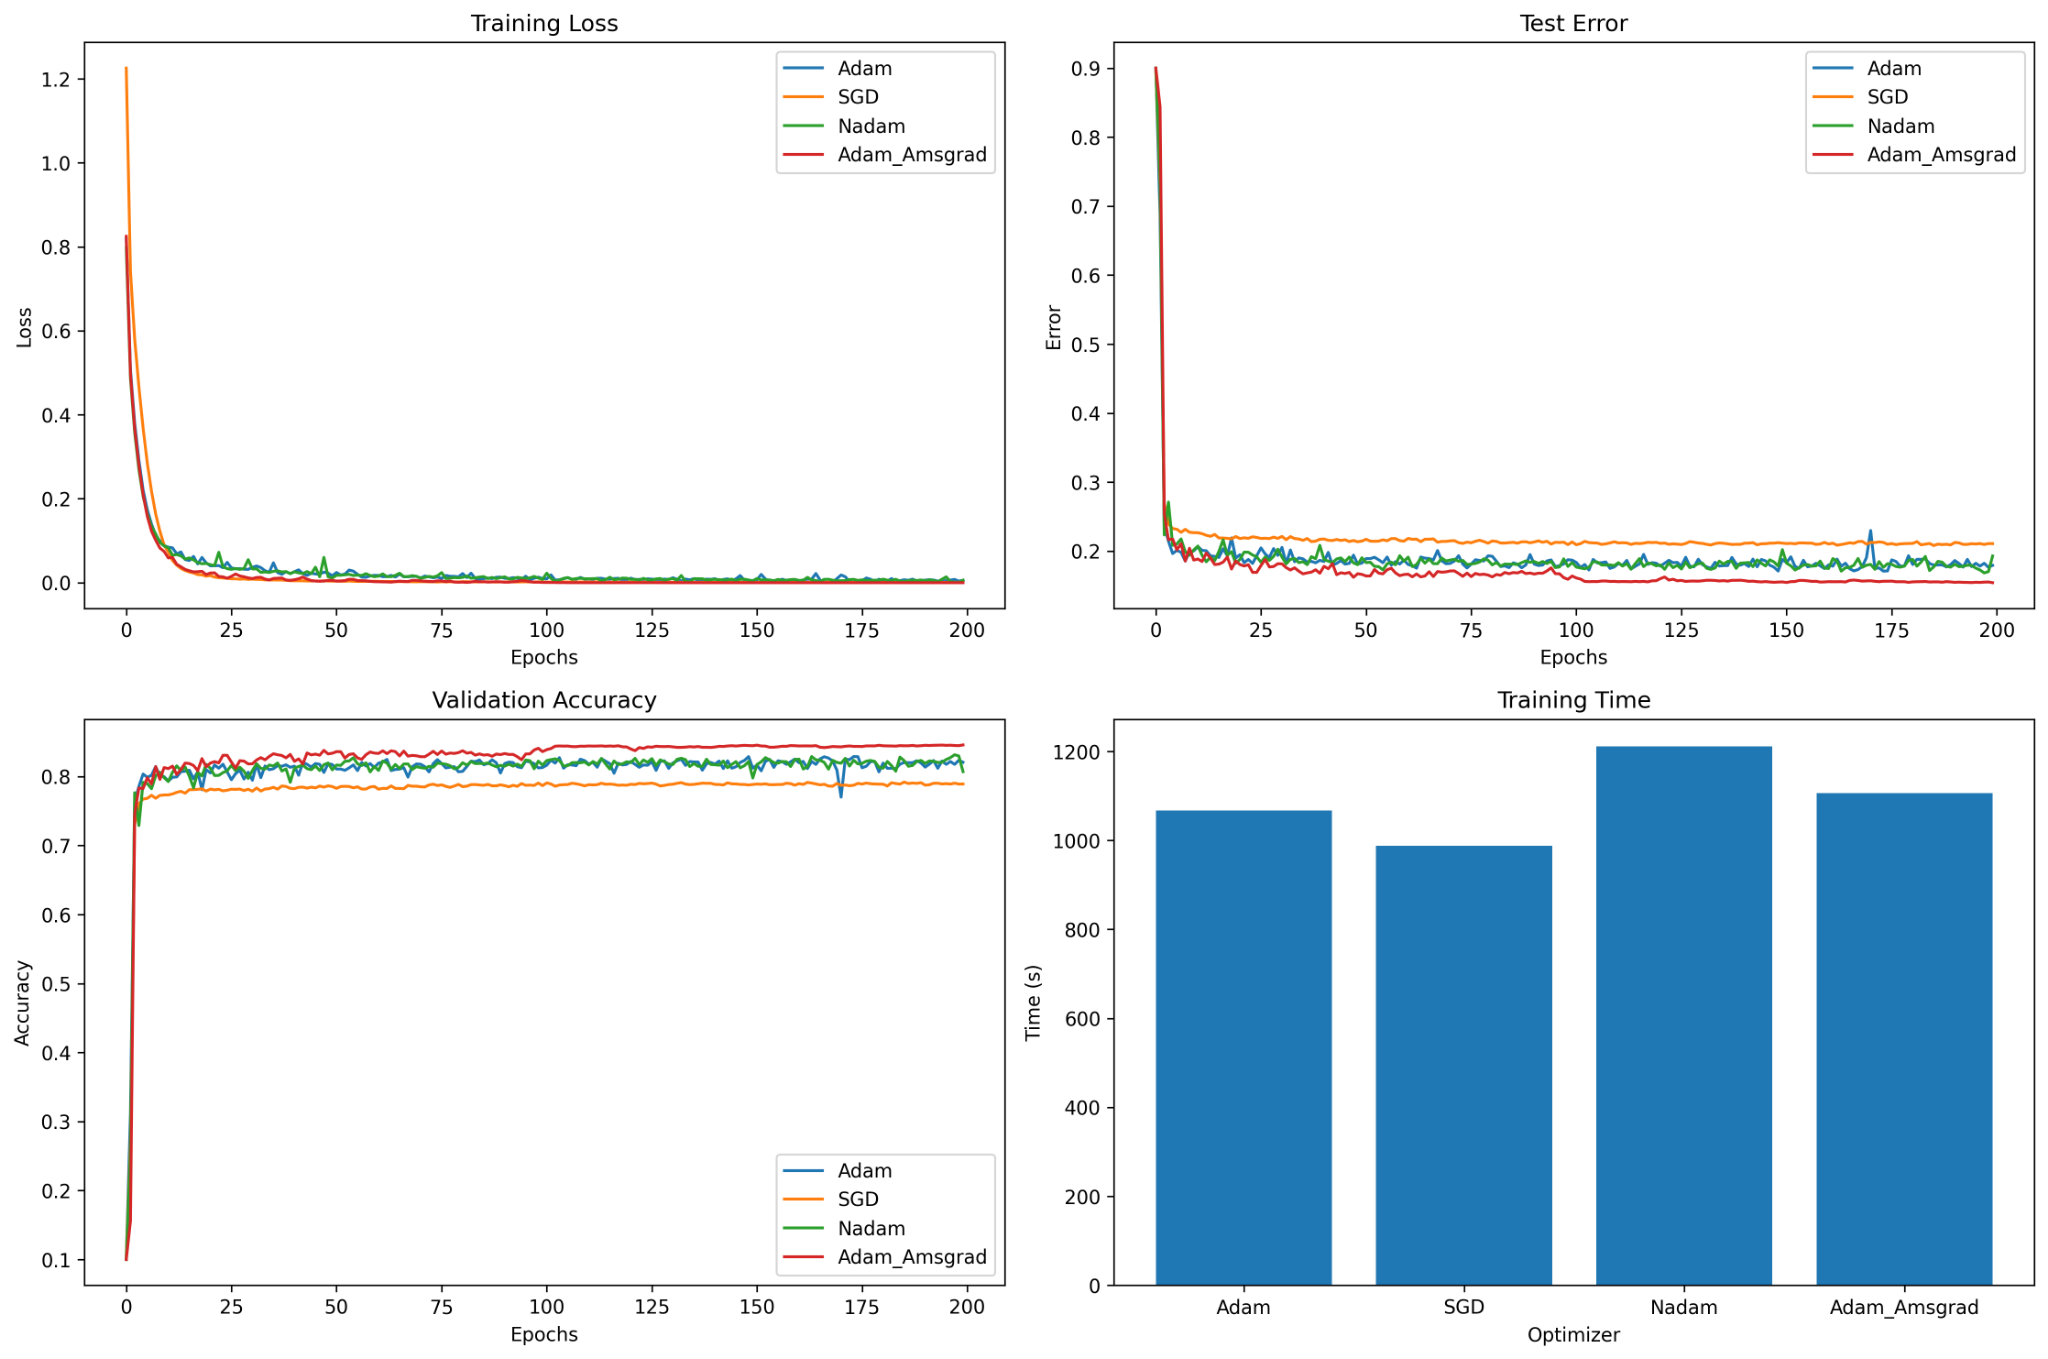 Training Loss
Loss
1.2
1.0
0.8
0.6
0.4
0.2
0.0
Adam
SGD
Nadam
Adam_Amsgrad
0 25 50 75 100 125 150 175 200
Epochs
Test Error
Error
0.9
0.8
0.7
0.6
0.5
0.4
0.3
0.2
Adam
SGD
Nadam
Adam_Amsgrad
0 25 50 75 100 125 150 175 200
Epochs
Validation Accuracy
Accuracy
0.8
0.7
0.6
0.5
0.4
0.3
0.2
0.1
Adam
SGD
Nadam
Adam_Amsgrad
0 25 50 75 100 125 150 175 200
Epochs
Training Time
Time (s)
1200
1000
800
600
400
200
0
Adam SGD Nadam Adam_Amsgrad
Optimizer